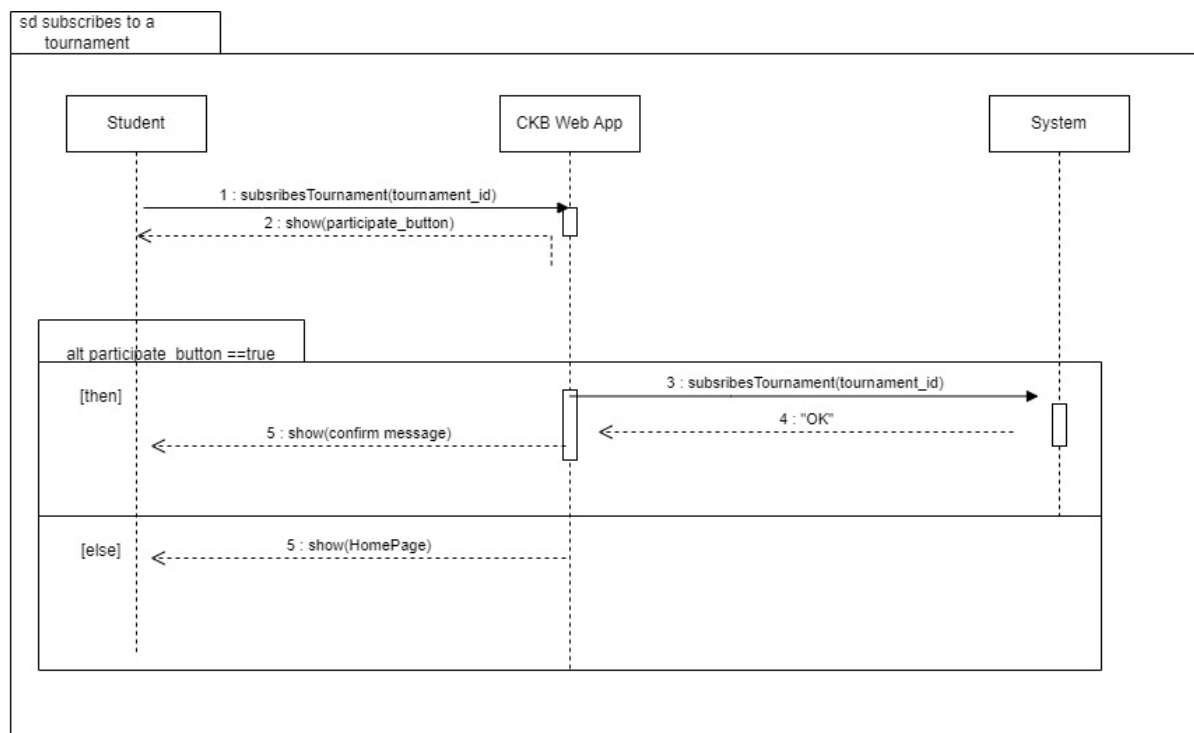 sd subscribes to a
tournament
Student
CKB Web App
System
1 : subsribesTournament(tournament_id)
2 : show(participate_button)
alt participate_button ==true
[then]
3 : subsribesTournament(tournament_id)
4 : "OK"
5 : show(confirm message)
[else]
5 : show(HomePage)